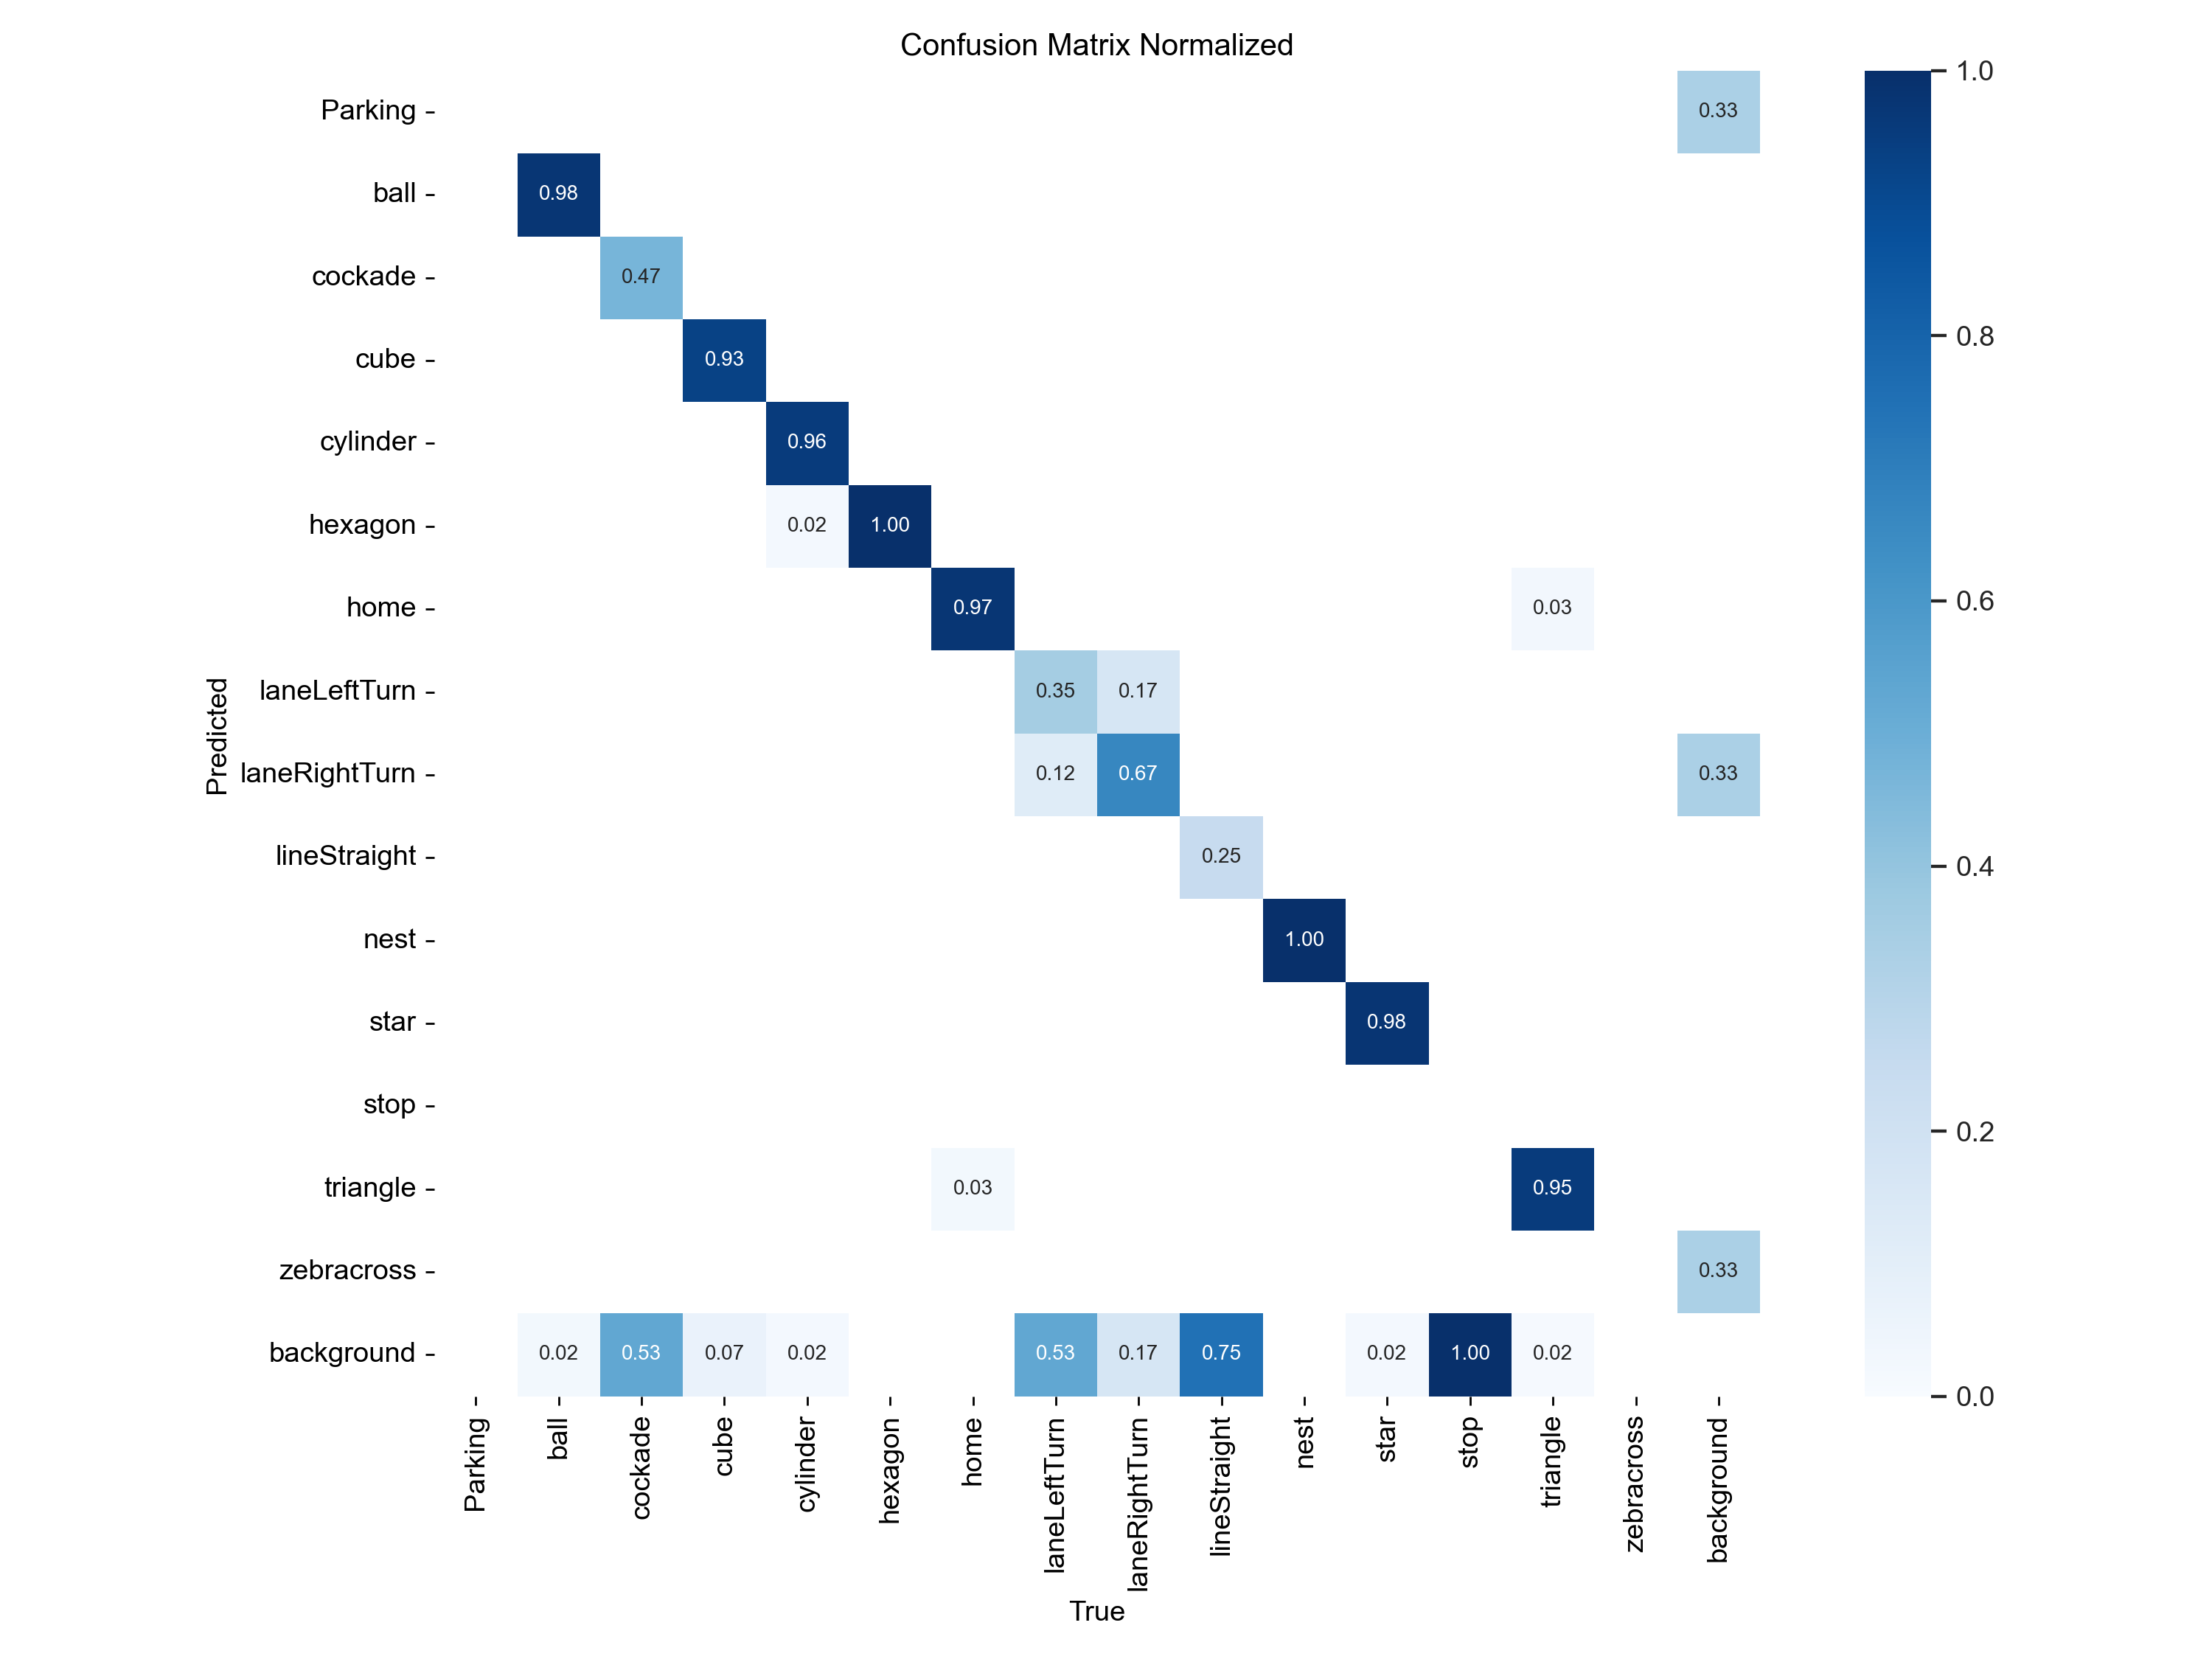 Confusion Matrix Normalized
Parking
0.33
1.0
ball
0.98
cockade
0.47
cube
0.93
0.8
cylinder
0.96
hexagon
0.02 1.00
home
0.97 0.03
0.6
laneLeftTurn
0.35 0.17
Predicted
laneRightTurn
0.12 0.67 0.33
lineStraight
0.25
0.4
nest
1.00
star
0.98
stop
0.2
triangle
0.03 0.95
zebracross
0.33
background
0.02 0.53 0.07 0.02 0.53 0.17 0.75 0.02 1.00 0.02
0.0
Parking
ball
cockade
cube
cylinder
hexagon
home
laneLeftTurn
laneRightTurn
lineStraight
nest
star
stop
triangle
zebracross
background
True